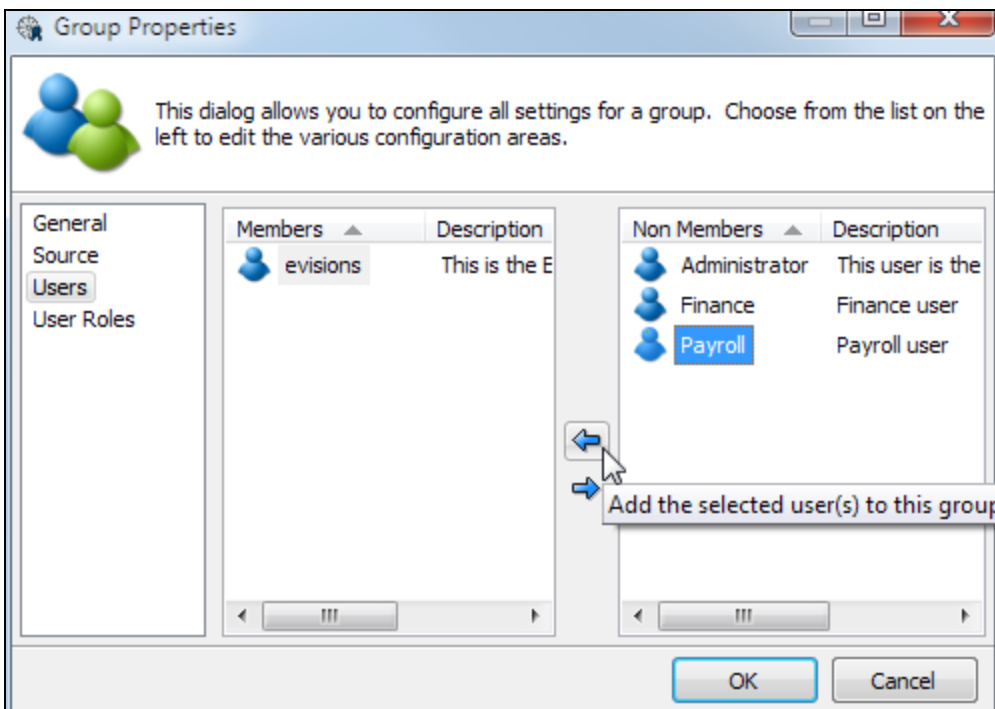 Group Properties
This dialog allows you to configure all settings for a group.  Choose from the list on the
left to edit the various configuration areas.
General
Source
Users
User Roles
Members Description
evisions This is the E
Non Members Description
Administrator This user is the
Finance Finance user
Payroll Payroll user
Add the selected user(s) to this group
OK Cancel